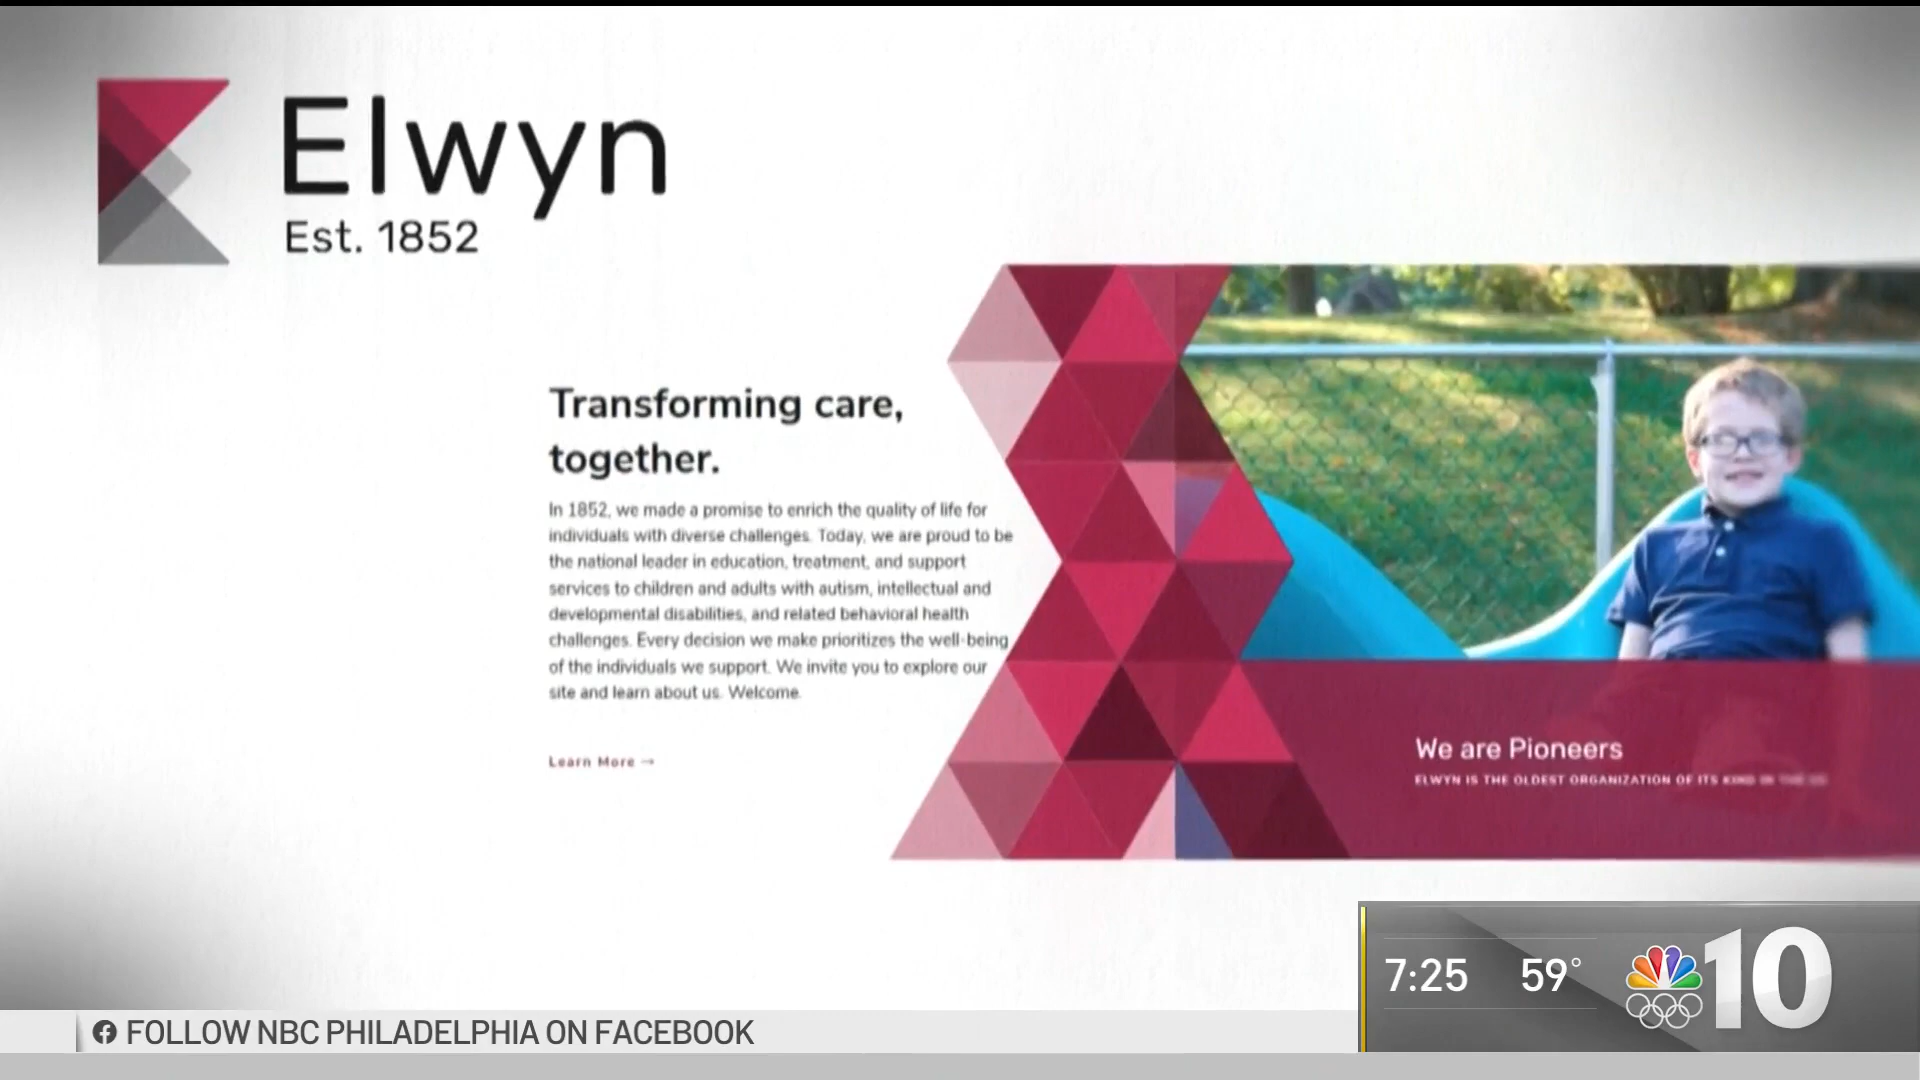 Elwyn
Est. 1852
Transforming care,
together.
In 1852, we made a promise to enrich the quality of life for
individuals with diverse challenges. Today, we are proud to be
the national leader in education, treatment, and support
services to children and adults with autism, intellectual and
developmental disabilities, and related behavioral health
challenges. Every decision we make prioritizes the well-being
of the individuals we support. We invite you to explore our
site and learn about us. Welcome.
Learn More →
We are Pioneers
ELWYN IS THE OLDEST ORGANIZATION OF ITS KIND IN THE
7:25 59°
10
FOLLOW NBC PHILADELPHIA ON FACEBOOK